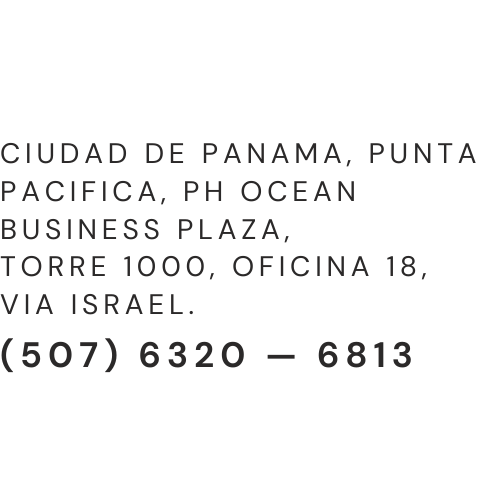 CIUDAD DE PANAMA, PUNTA
PACIFICA, PH OCEAN
BUSINESS PLAZA,
TORRE 1000, OFICINA 18,
VIA ISRAEL.
(507) 6320 — 6813